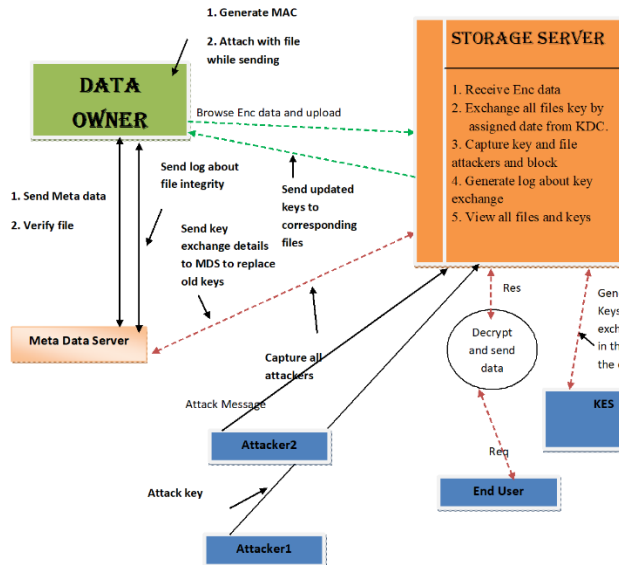 1. Generate MAC
2. Attach with file
while sending
DATA
OWNER
STORAGE SERVER
1. Receive Enc data
2. Exchange all files key by
assigned date from KDC.
3. Capture key and file
attackers and block
4. Generate log about key
exchange
5. View all files and keys
Browse Enc data and upload
Send log about
file integrity
1. Send Meta data
2. Verify file
Send updated
keys to
corresponding
files
Send key
exchange details
to MDS to replace
old keys
Meta Data Server
Capture all
attackers
Res
Decrypt
and send
data
Keys
in
the
KES
Attack Message
Attacker2
Req
End User
Attack key
Attacker1